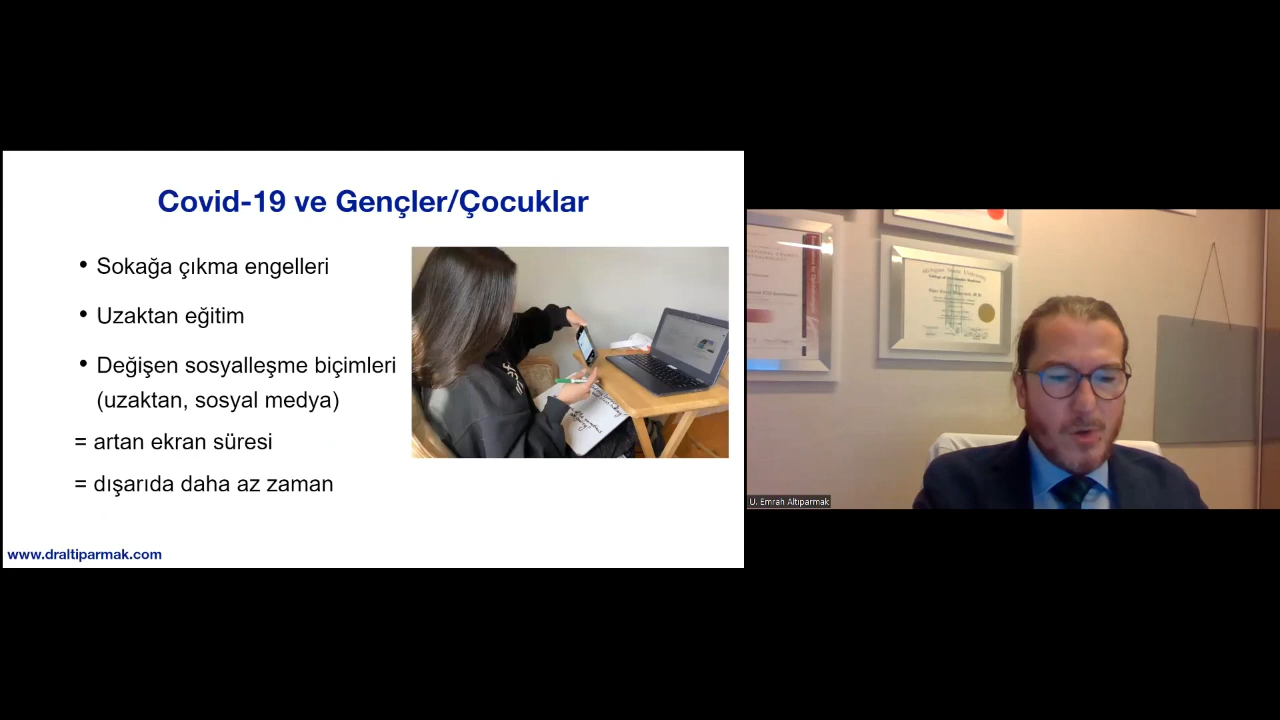 Covid-19 ve Gençler/Çocuklar
• Sokağa çıkma engelleri
• Uzaktan eğitim
• Değişen sosyalleşme biçimleri
(uzaktan, sosyal medya)
= artan ekran süresi
= dışarıda daha az zaman
www.draltiparmak.com
U. Emrah Altıparmak